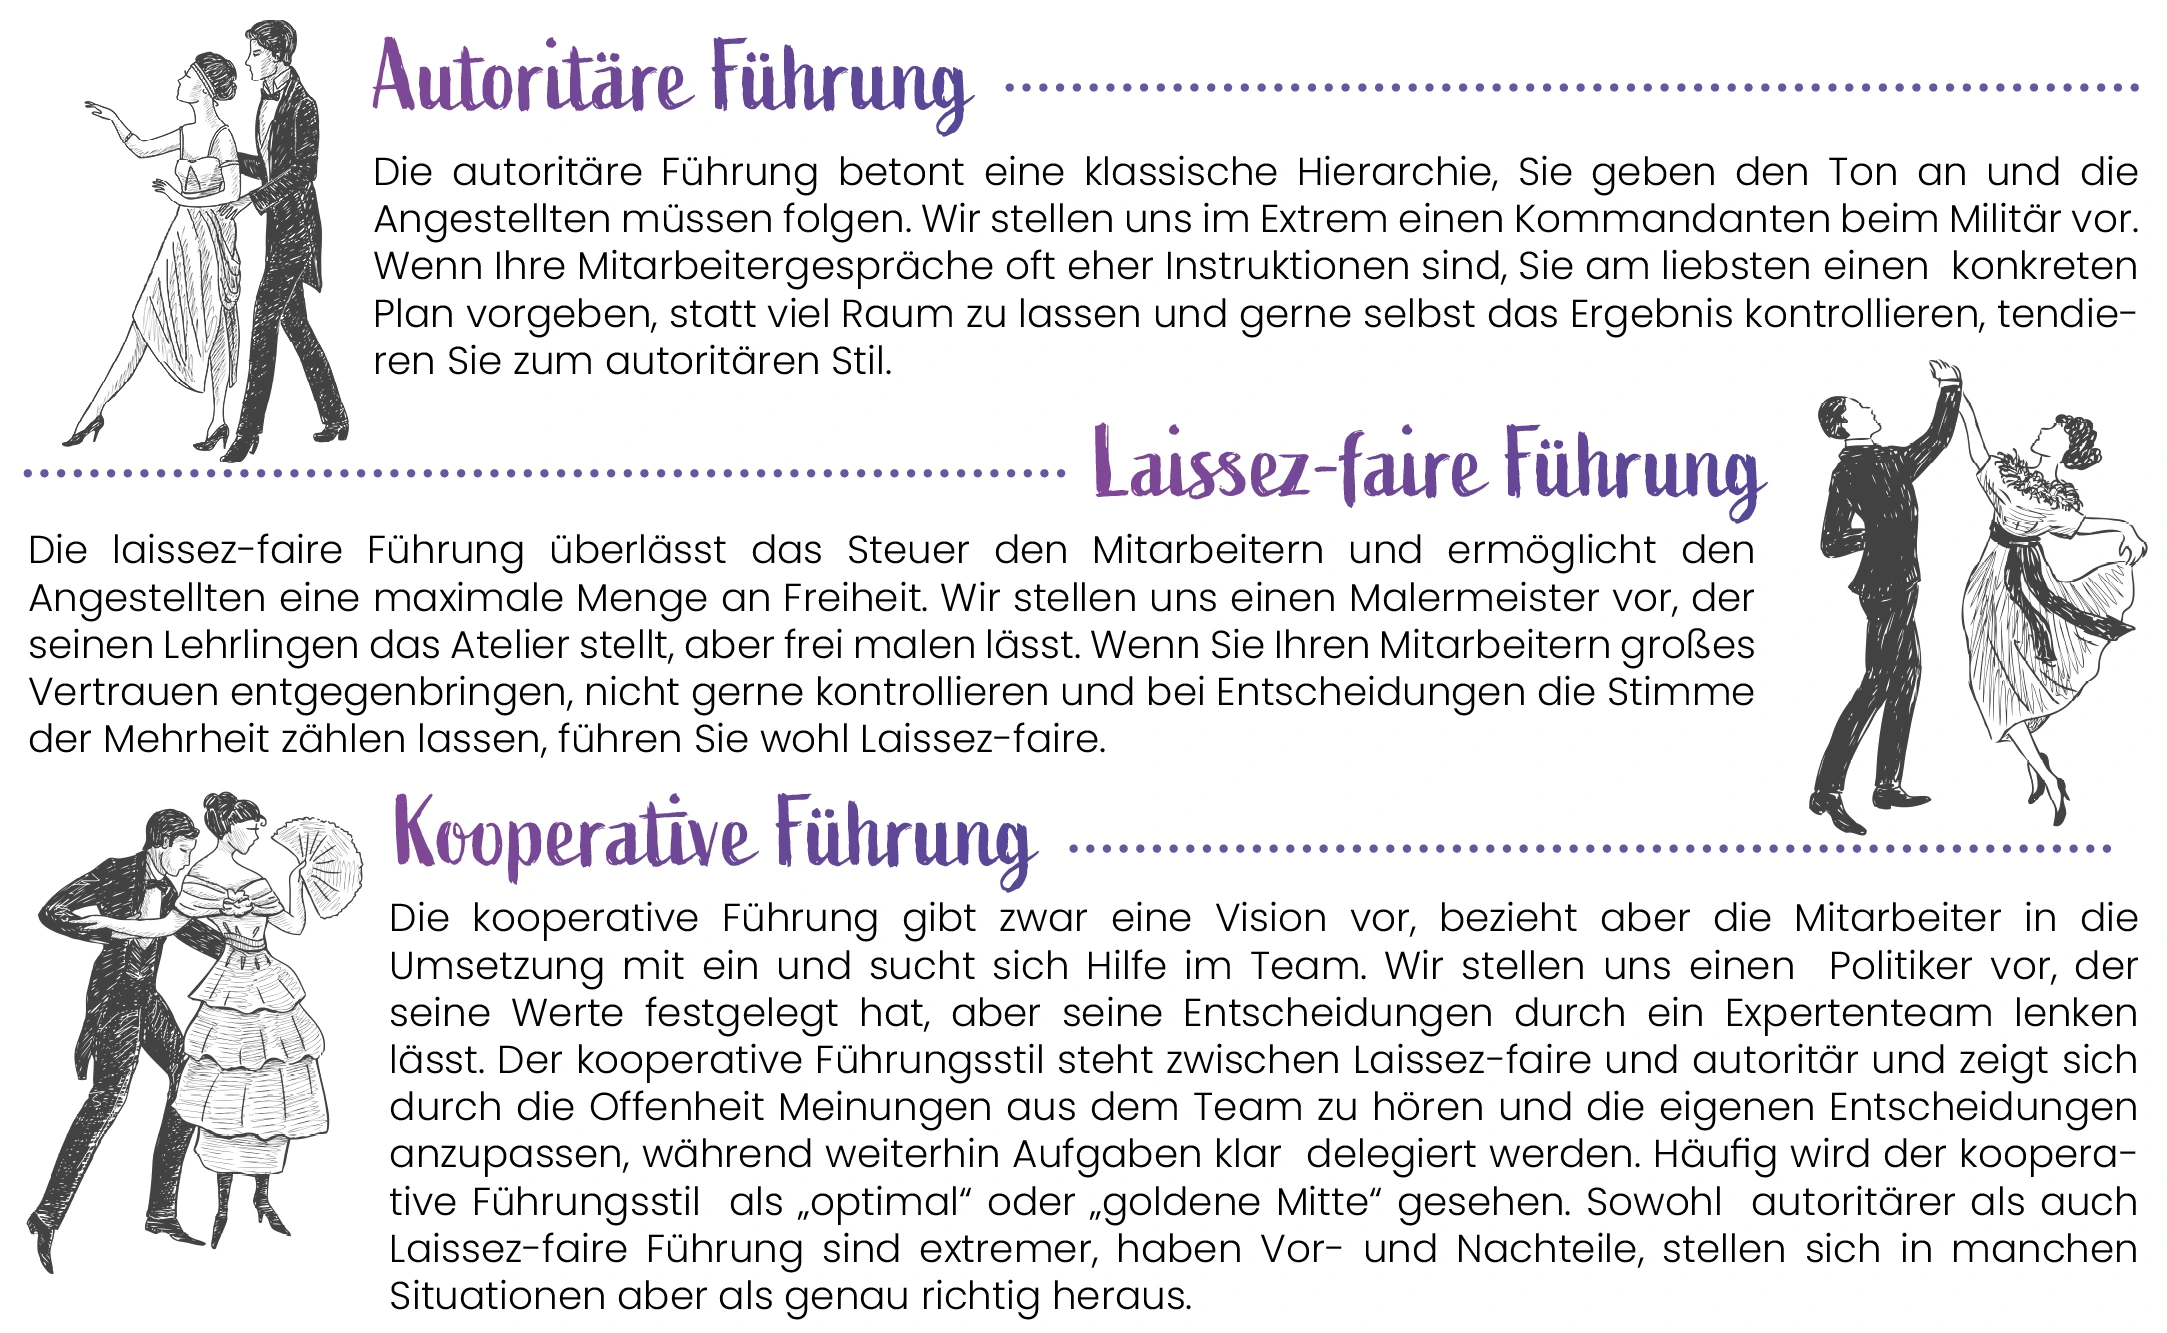 Autoritäre Führung
Die autoritäre Führung betont eine klassische Hierarchie, Sie geben den Ton an und die
Angestellten müssen folgen. Wir stellen uns im Extrem einen Kommandanten beim Militär vor.
Wenn Ihre Mitarbeitergespräche oft eher Instruktionen sind, Sie am liebsten einen konkreten
Plan vorgeben, statt viel Raum zu lassen und gerne selbst das Ergebnis kontrollieren, tendie-
ren Sie zum autoritären Stil.
Laissez-faire Führung
Die laissez-faire Führung überlässt das Steuer den Mitarbeitern und ermöglicht den
Angestellten eine maximale Menge an Freiheit. Wir stellen uns einen Malermeister vor, der
seinen Lehrlingen das Atelier stellt, aber frei malen lässt. Wenn Sie Ihren Mitarbeitern großes
Vertrauen entgegenbringen, nicht gerne kontrollieren und bei Entscheidungen die Stimme
der Mehrheit zählen lassen, führen Sie wohl Laissez-faire.
Kooperative Führung
Die kooperative Führung gibt zwar eine Vision vor, bezieht aber die Mitarbeiter in die
Umsetzung mit ein und sucht sich Hilfe im Team. Wir stellen uns einen Politiker vor, der
seine Werte festgelegt hat, aber seine Entscheidungen durch ein Expertenteam lenken
lässt. Der kooperative Führungsstil steht zwischen Laissez-faire und autoritär und zeigt sich
durch die Offenheit Meinungen aus dem Team zu hören und die eigenen Entscheidungen
anzupassen, während weiterhin Aufgaben klar delegiert werden. Häufig wird der koopera-
tive Führungsstil als „optimal“ oder „goldene Mitte“ gesehen. Sowohl autoritärer als auch
Laissez-faire Führung sind extremer, haben Vor- und Nachteile, stellen sich in manchen
Situationen aber als genau richtig heraus.